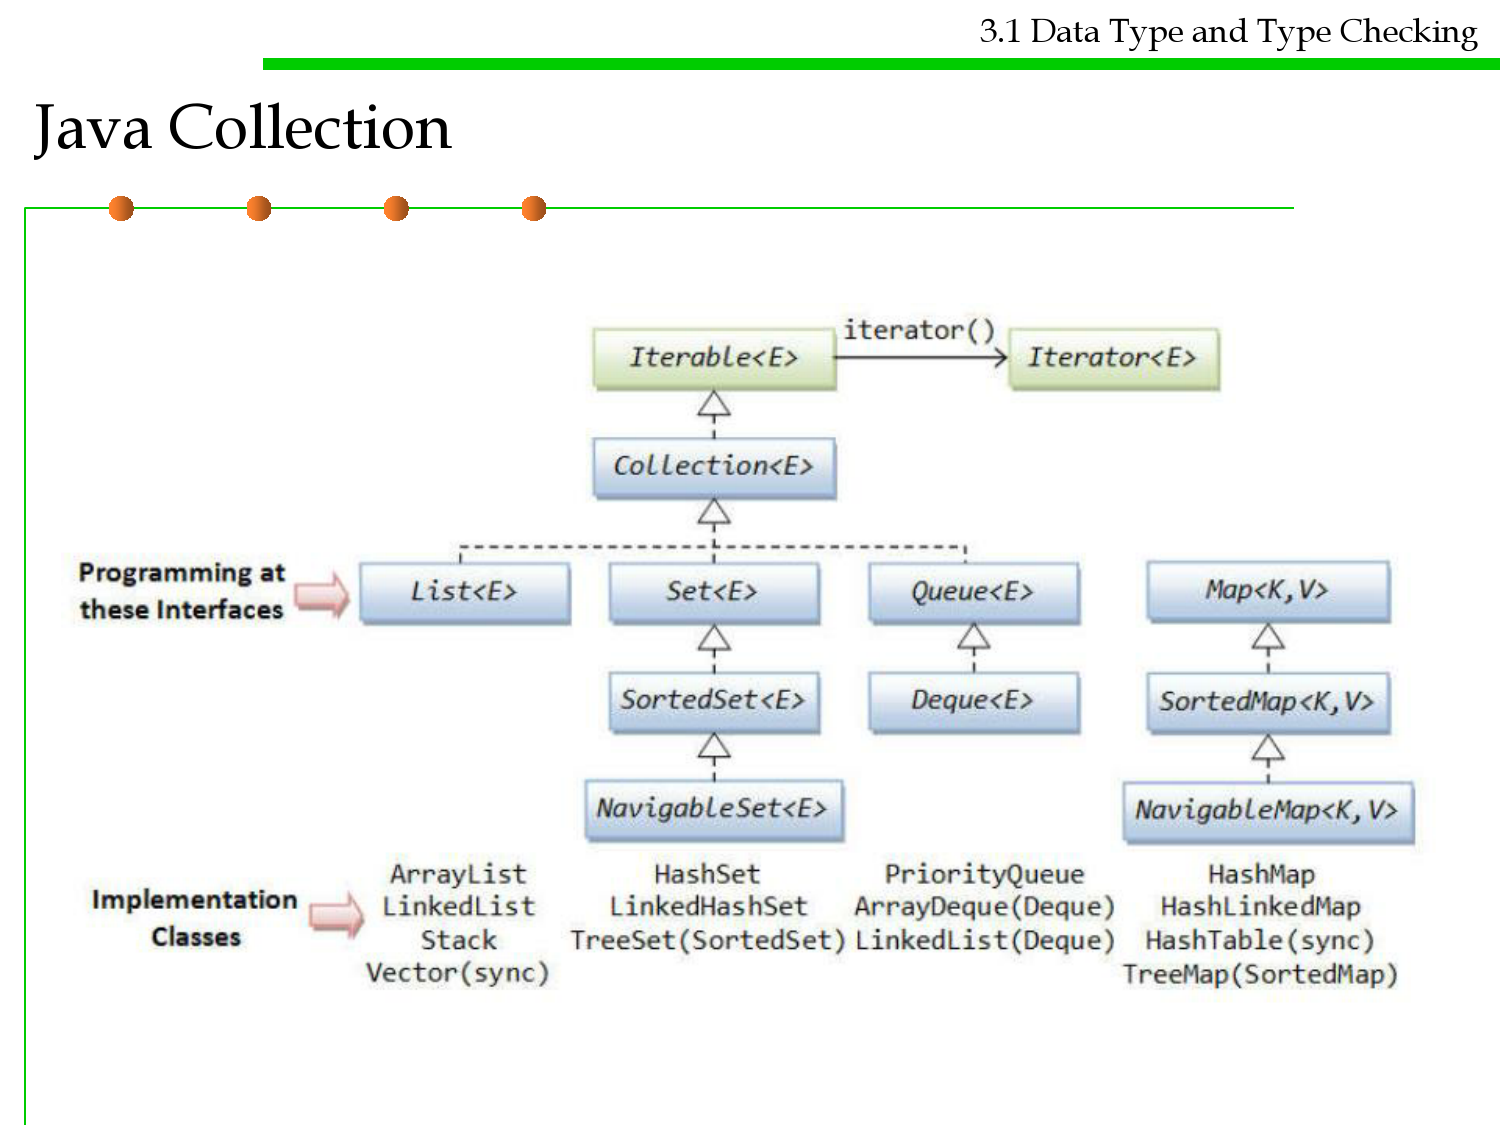 3.1 Data Type and Type Checking
Java Collection
iterator()
Iterable<E>
Iterator<E>
Collection<E>
Programming at
these Interfaces
List<E>
Set<E>
Queue<E>
Map<K,V>
SortedSet<E>
Deque<E>
SortedMap<K,V>
NavigableSet<E>
NavigableMap<K,V>
Implementation
Classes
ArrayList
LinkedList
Stack
Vector(sync)
HashSet
LinkedHashSet
TreeSet(SortedSet)
PriorityQueue
ArrayDeque(Deque)
LinkedList(Deque)
HashMap
HashLinkedMap
HashTable(sync)
TreeMap(SortedMap)